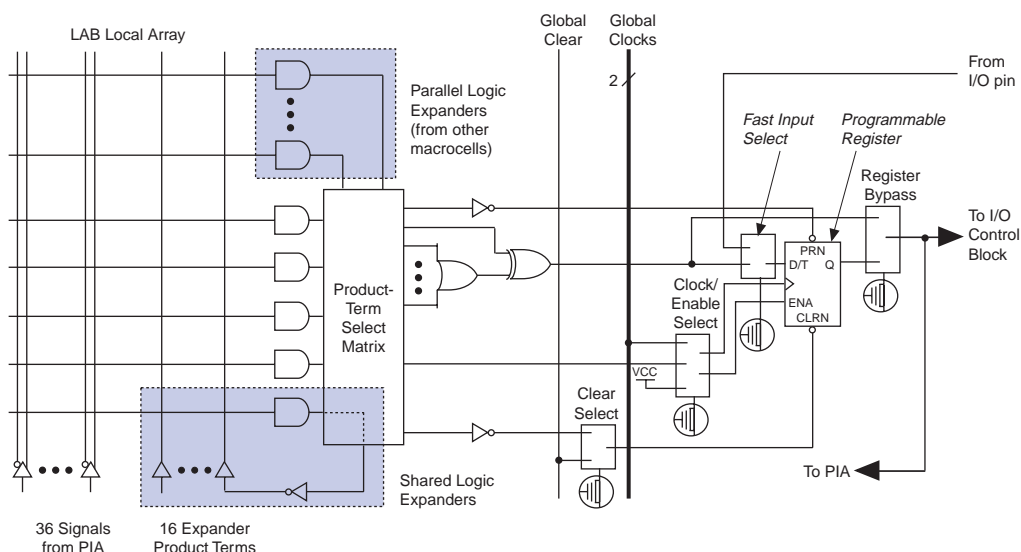 LAB Local Array
Global
Clear
Global
Clocks
2
From
I/O pin
Parallel Logic
Expanders
(from other
macrocells)
Fast Input
Select
Programmable
Register
Register
Bypass
To I/O
Control
Block
Product-
Term
Select
Matrix
PRN
D/T
Q
ENA
CLRN
Clock/
Enable
Select
VCC
Clear
Select
To PIA
Shared Logic
Expanders
36 Signals
from PIA
16 Expander
Product Terms